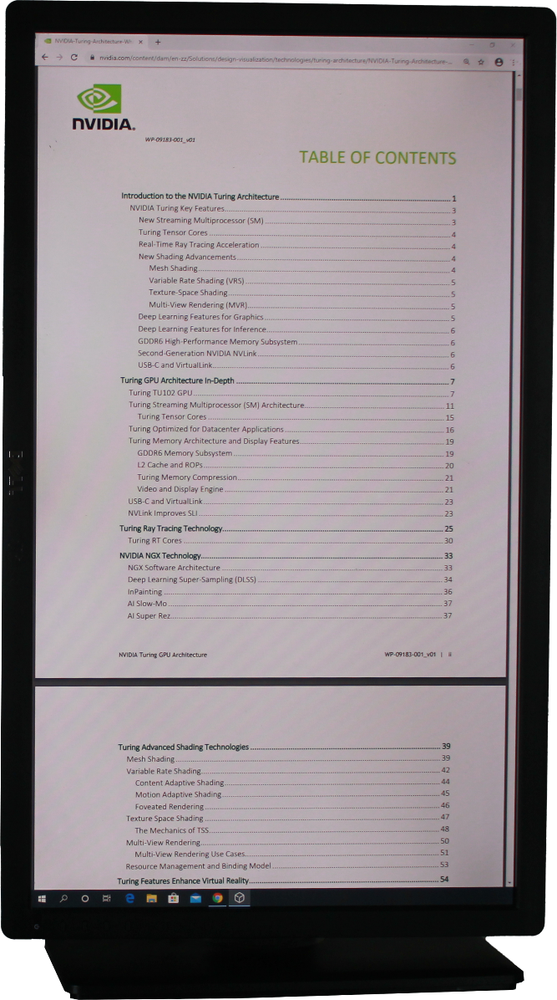 NVIDIA-Turing-Architecture-Wh
nvidia.com/content/dam/en-zz/Solutions/design-visualization/technologies/turing-architecture/NVIDIA-Turing-Architecture-...
NVIDIA.
WP-09183-001_v01
TABLE OF CONTENTS
Introduction to the NVIDIA Turing Architecture 1
NVIDIA Turing Key Features 3
New Streaming Multiprocessor (SM) 3
Turing Tensor Cores 4
Real-Time Ray Tracing Acceleration 4
New Shading Advancements 4
Mesh Shading 4
Variable Rate Shading (VRS) 5
Texture-Space Shading 5
Multi-View Rendering (MVR) 5
Deep Learning Features for Graphics 5
Deep Learning Features for Inference 6
GDDR6 High-Performance Memory Subsystem 6
Second-Generation NVIDIA NVLink 6
USB-C and VirtualLink 6
Turing GPU Architecture In-Depth 7
Turing TU102 GPU 7
Turing Streaming Multiprocessor (SM) Architecture 11
Turing Tensor Cores 15
Turing Optimized for Datacenter Applications 16
Turing Memory Architecture and Display Features 19
GDDR6 Memory Subsystem 19
L2 Cache and ROPs 20
Turing Memory Compression 21
Video and Display Engine 21
USB-C and VirtualLink 23
NVLink Improves SLI 23
Turing Ray Tracing Technology 25
Turing RT Cores 30
NVIDIA NGX Technology 33
NGX Software Architecture 33
Deep Learning Super-Sampling (DLSS) 34
InPainting 36
AI Slow-Mo 37
AI Super Rez 37
NVIDIA Turing GPU Architecture WP-09183-001_v01 | ii
Turing Advanced Shading Technologies 39
Mesh Shading 39
Variable Rate Shading 42
Content Adaptive Shading 44
Motion Adaptive Shading 45
Foveated Rendering 46
Texture Space Shading 47
The Mechanics of TSS 48
Multi-View Rendering 50
Multi-View Rendering Use Cases 51
Resource Management and Binding Model 53
Turing Features Enhance Virtual Reality 54